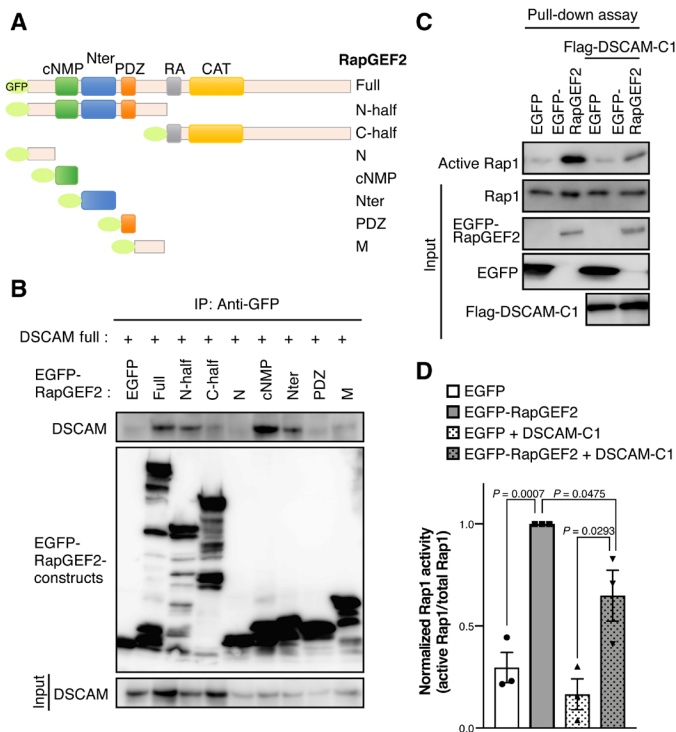 A
cNMP Nter PDZ RA CAT RapGEF2
GFP
Full
N-half
C-half
N
cNMP
Nter
PDZ
M
B
IP: Anti-GFP
DSCAM full : + + + + + + + + +
EGFP-
RapGEF2 :
EGFP Full N-half C-half N cNMP Nter PDZ M
DSCAM
EGFP-
RapGEF2-
constructs
Input
DSCAM
C
Pull-down assay
Flag-DSCAM-C1
EGFP
EGFP-
RapGEF2
EGFP
EGFP-
RapGEF2
Active Rap1
Input
Rap1
EGFP-
RapGEF2
EGFP
Flag-DSCAM-C1
D
EGFP
EGFP-RapGEF2
EGFP + DSCAM-C1
EGFP-RapGEF2 + DSCAM-C1
P = 0.0007 P = 0.0475
P = 0.0293
Normalized Rap1 activity
(active Rap1/total Rap1)
1.0
0.5
0.0